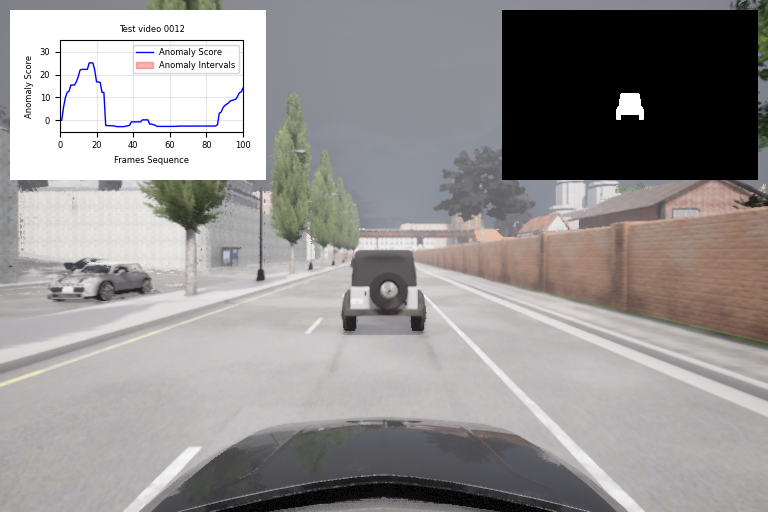 Test video 0012
Anomaly Score
Anomaly Intervals
Anomaly Score
30
20
10
0
0 20 40 60 80 100
Frames Sequence